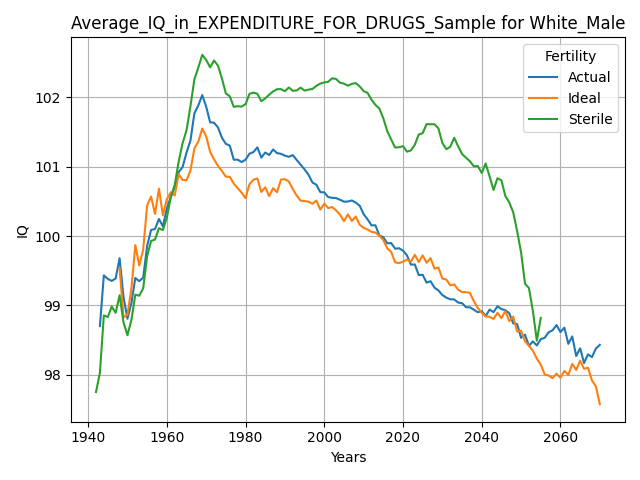 Average_IQ_in_EXPENDITURE_FOR_DRUGS_Sample for White_Male
Fertility
Actual
Ideal
Sterile
IQ
102
101
100
99
98
1940 1960 1980 2000 2020 2040 2060
Years